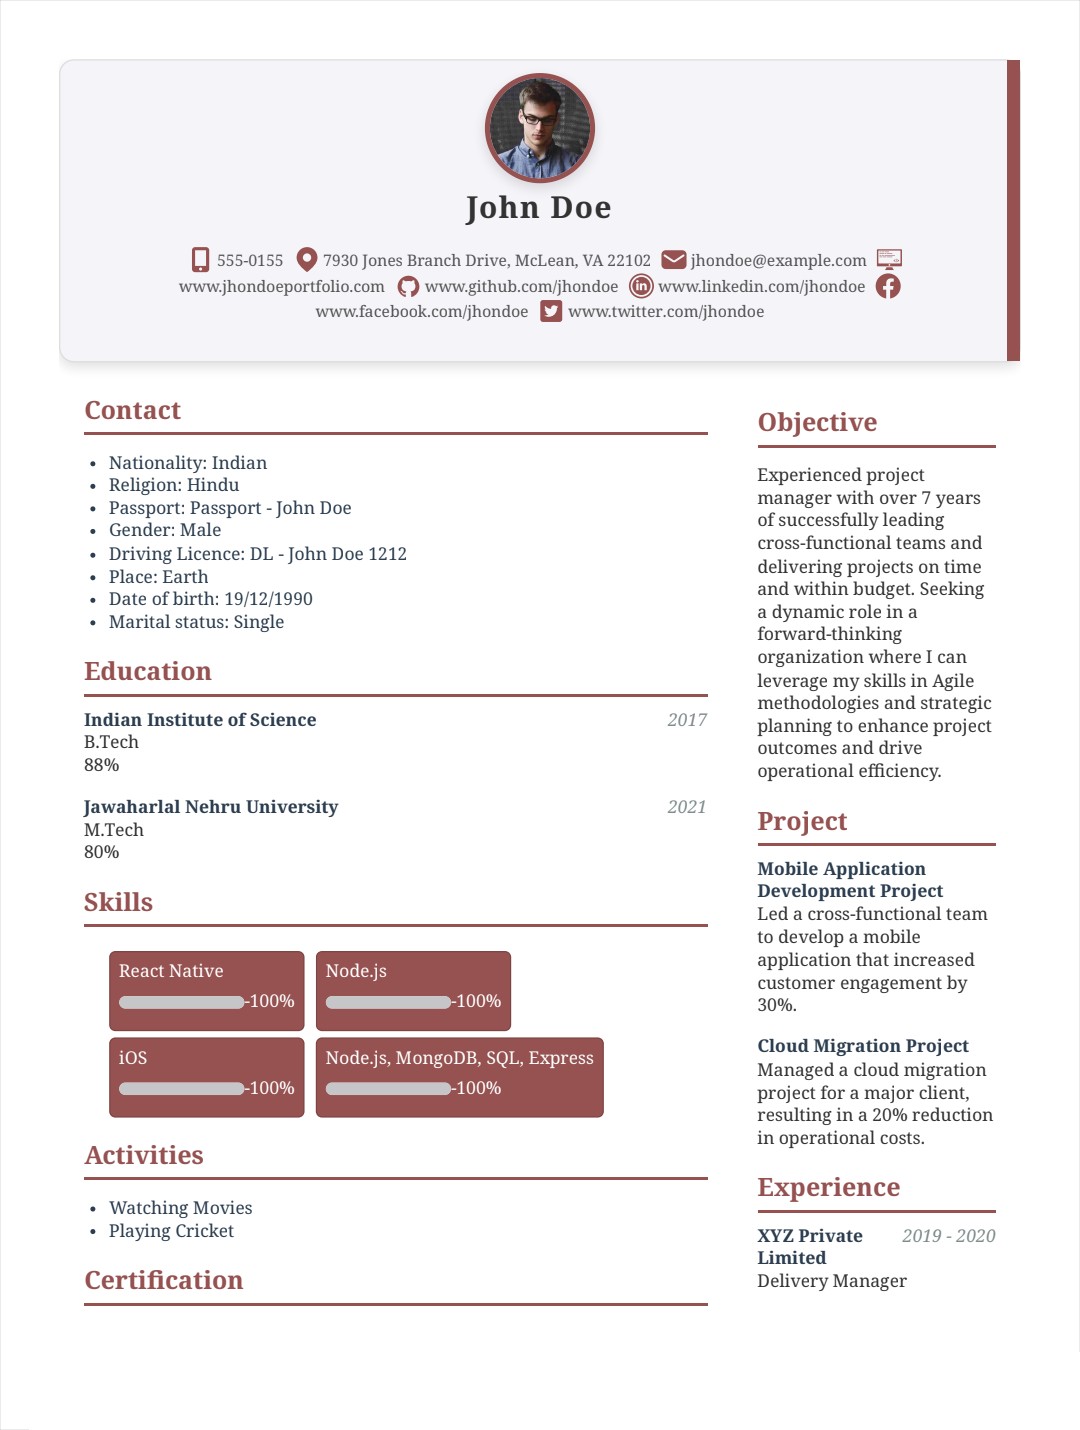 John Doe
555-0155 7930 Jones Branch Drive, McLean, VA 22102 jhondoe@example.com
www.jhondoeportfolio.com www.github.com/jhondoe www.linkedin.com/jhondoe
www.facebook.com/jhondoe www.twitter.com/jhondoe
Contact
Nationality: Indian
Religion: Hindu
Passport: Passport - John Doe
Gender: Male
Driving Licence: DL - John Doe 1212
Place: Earth
Date of birth: 19/12/1990
Marital status: Single
Education
Indian Institute of Science 2017
B.Tech
88%
Jawaharlal Nehru University 2021
M.Tech
80%
Skills
React Native
-100%
Node.js
-100%
iOS
-100%
Node.js, MongoDB, SQL, Express
-100%
Activities
Watching Movies
Playing Cricket
Certification
Objective
Experienced project
manager with over 7 years
of successfully leading
cross-functional teams and
delivering projects on time
and within budget. Seeking
a dynamic role in a
forward-thinking
organization where I can
leverage my skills in Agile
methodologies and strategic
planning to enhance project
outcomes and drive
operational efficiency.
Project
Mobile Application
Development Project
Led a cross-functional team
to develop a mobile
application that increased
customer engagement by
30%.
Cloud Migration Project
Managed a cloud migration
project for a major client,
resulting in a 20% reduction
in operational costs.
Experience
XYZ Private 2019 - 2020
Limited
Delivery Manager